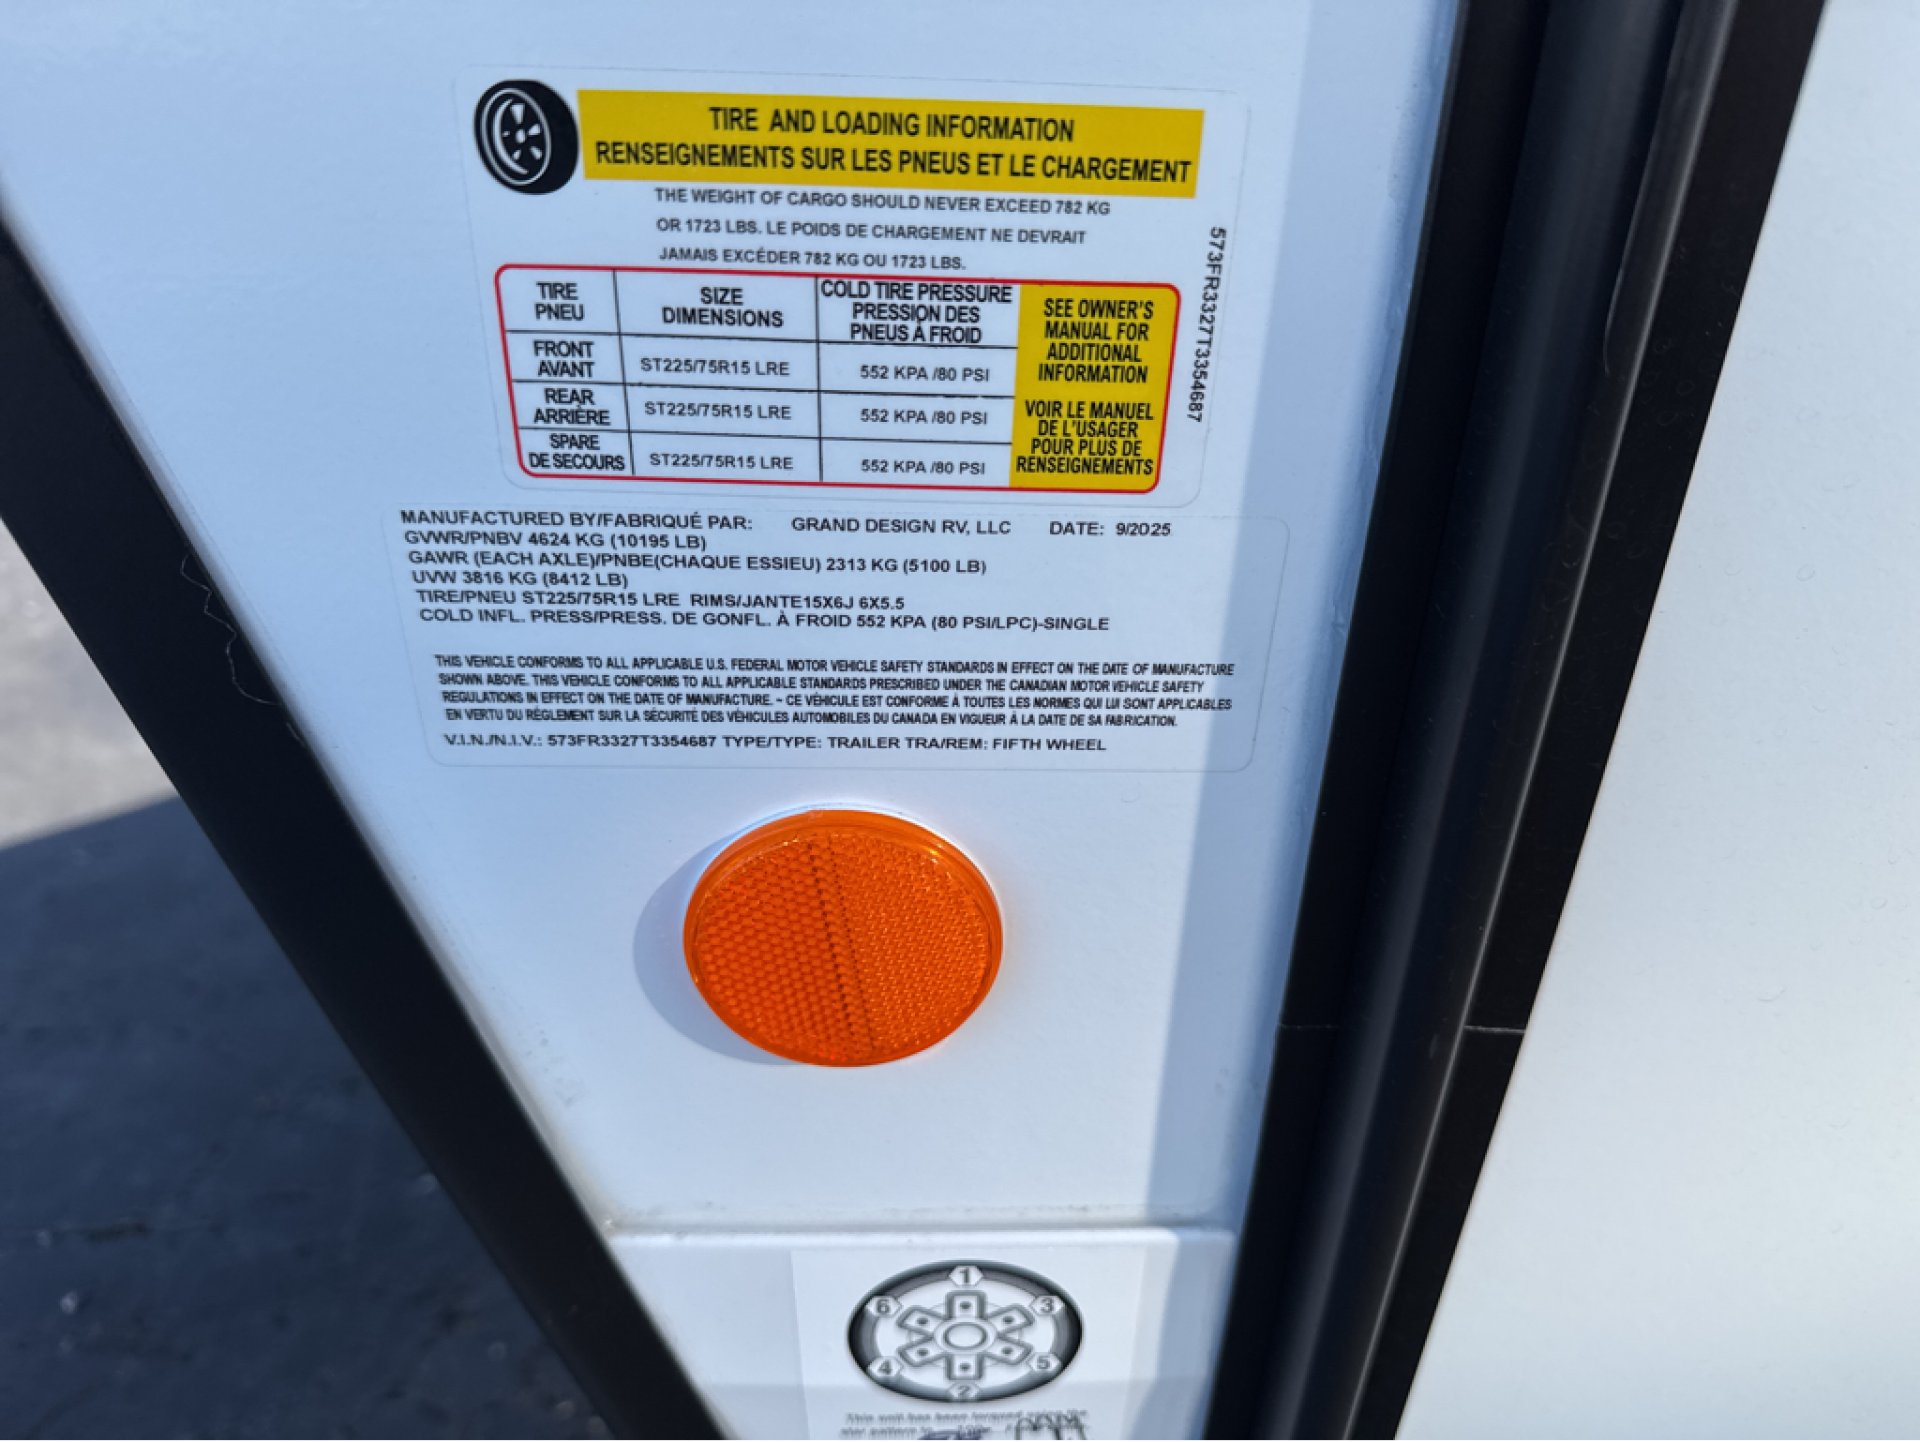 TIRE AND LOADING INFORMATION
RENSEIGNEMENTS SUR LES PNEUS ET LE CHARGEMENT
THE WEIGHT OF CARGO SHOULD NEVER EXCEED 782 KG
OR 1723 LBS. LE POIDS DE CHARGEMENT NE DEVRAIT
JAMAIS EXCÉDER 782 KG OU 1723 LBS.
573FR3327T3354687
TIRE
PNEU
SIZE
DIMENSIONS
COLD TIRE PRESSURE
PRESSION DES
PNEUS À FROID
FRONT
AVANT
ST225/75R15 LRE
552 KPA /80 PSI
REAR
ARRIÈRE
ST225/75R15 LRE
552 KPA /80 PSI
SPARE
DE SECOURS
ST225/75R15 LRE
552 KPA /80 PSI
SEE OWNER'S
MANUAL FOR
ADDITIONAL
INFORMATION
VOIR LE MANUEL
DE L'USAGER
POUR PLUS DE
RENSEIGNEMENTS
MANUFACTURED BY/FABRIQUÉ PAR: GRAND DESIGN RV, LLC DATE: 9/2025
GVWR/PNBV 4624 KG (10195 LB)
GAWR (EACH AXLE)/PNBE(CHAQUE ESSIEU) 2313 KG (5100 LB)
UVW 3816 KG (8412 LB)
TIRE/PNEU ST225/75R15 LRE RIMS/JANTE15X6J 6X5.5
COLD INFL. PRESS/PRESS. DE GONFL. À FROID 552 KPA (80 PSI/LPC)-SINGLE
THIS VEHICLE CONFORMS TO ALL APPLICABLE U.S. FEDERAL MOTOR VEHICLE SAFETY STANDARDS IN EFFECT ON THE DATE OF MANUFACTURE
SHOWN ABOVE. THIS VEHICLE CONFORMS TO ALL APPLICABLE STANDARDS PRESCRIBED UNDER THE CANADIAN MOTOR VEHICLE SAFETY
REGULATIONS IN EFFECT ON THE DATE OF MANUFACTURE. - CE VÉHICULE EST CONFORME À TOUTES LES NORMES QUI LUI SONT APPLICABLES
EN VERTU DU RÈGLEMENT SUR LA SÉCURITÉ DES VÉHICULES AUTOMOBILES DU CANADA EN VIGUEUR À LA DATE DE SA FABRICATION.
V.I.N./N.I.V.: 573FR3327T3354687 TYPE/TYPE: TRAILER TRA/REM: FIFTH WHEEL
1
6 3
4 5
2
This unit has been torqued using the
star pattern